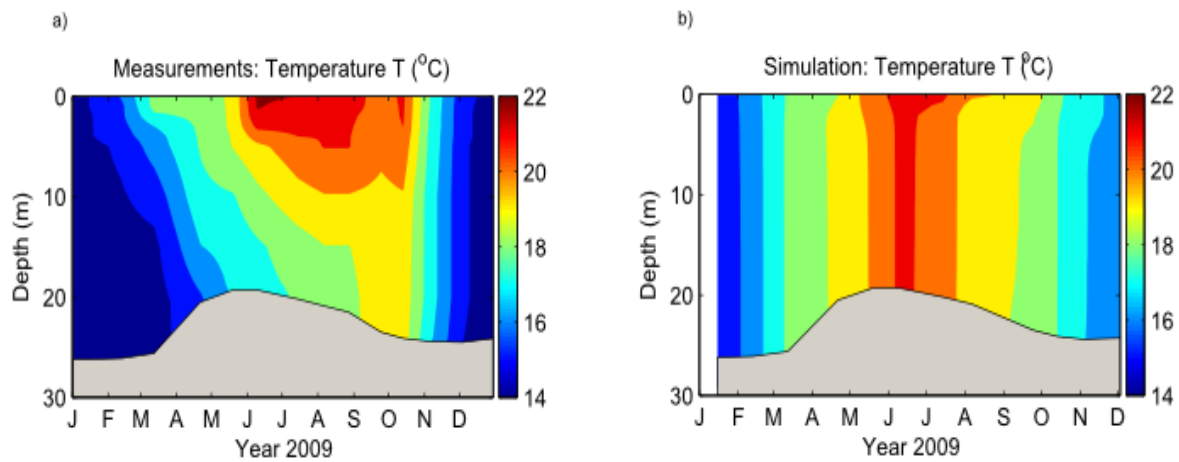 a)
Measurements: Temperature T (°C)
0
10
20
30
Depth (m)
J F M A M J J A S O N D
Year 2009
22
20
18
16
14
b)
Simulation: Temperature T (°C)
0
10
20
30
Depth (m)
J F M A M J J A S O N D
Year 2009
22
20
18
16
14